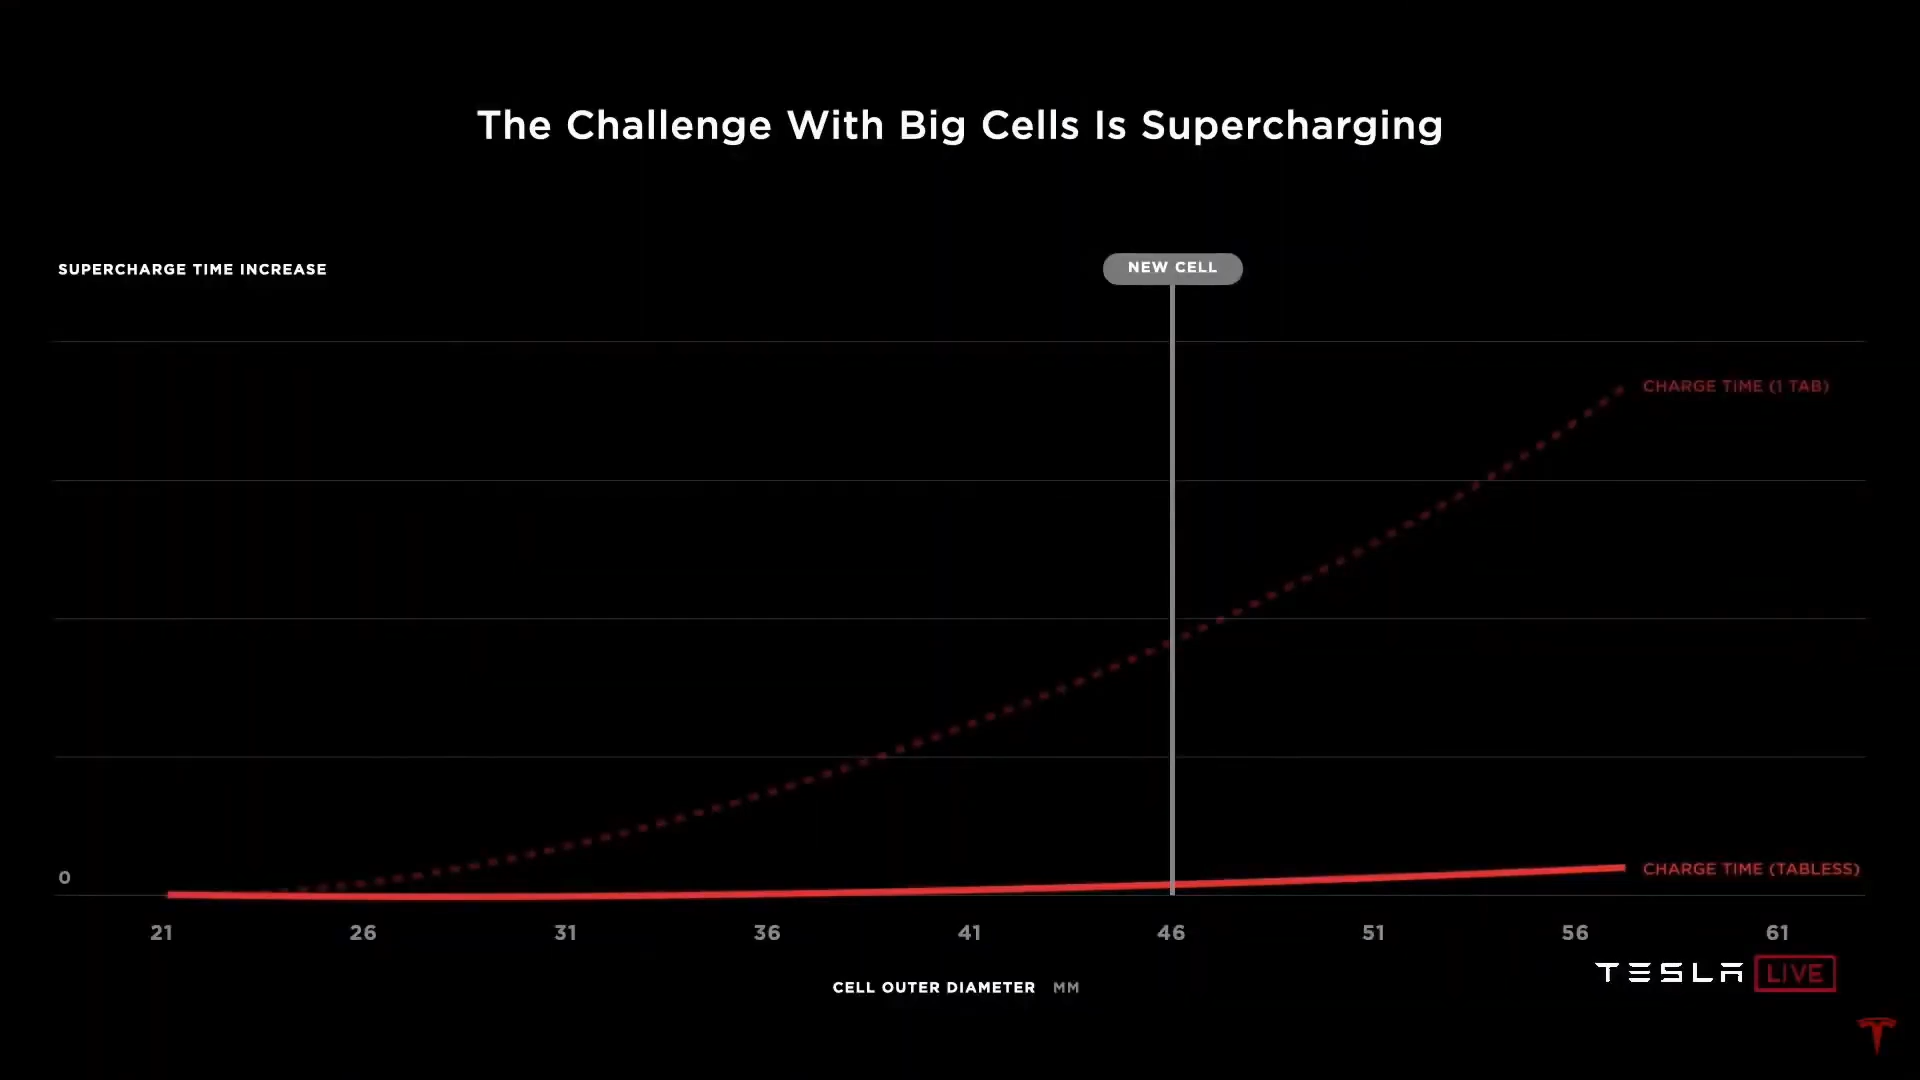 The Challenge With Big Cells Is Supercharging
SUPERCHARGE TIME INCREASE
NEW CELL
CHARGE TIME (1 TAB)
0
CHARGE TIME (TABLESS)
21 26 31 36 41 46 51 56 61
CELL OUTER DIAMETER MM
TESLA LIVE